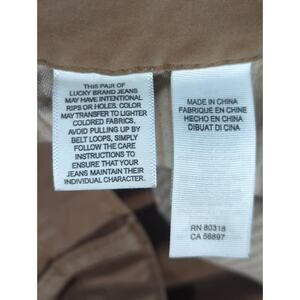 THIS PAIR OF
LUCKY BRAND JEANS
MAY HAVE INTENTIONAL
RIPS OR HOLES. COLOR
MAY TRANSFER TO LIGHTER
COLORED FABRICS.
AVOID PULLING UP BY
BELT LOOPS, SIMPLY
FOLLOW THE CARE
INSTRUCTIONS TO
ENSURE THAT YOUR
JEANS MAINTAIN THEIR
INDIVIDUAL CHARACTER.
MADE IN CHINA
FABRIQUE EN CHINE
HECHO EN CHINA
DIBUAT DI CINA
RN 80318
CA 56897